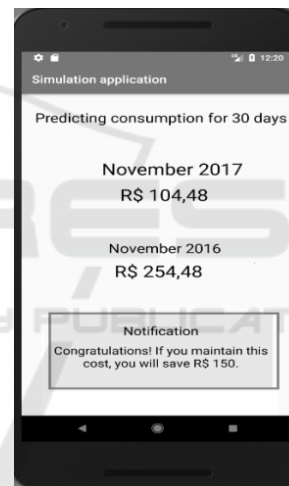 12:20
Simulation application
Predicting consumption for 30 days
November 2017
R$ 104,48
November 2016
R$ 254,48
Notification
Congratulations! If you maintain this
cost, you will save R$ 150.